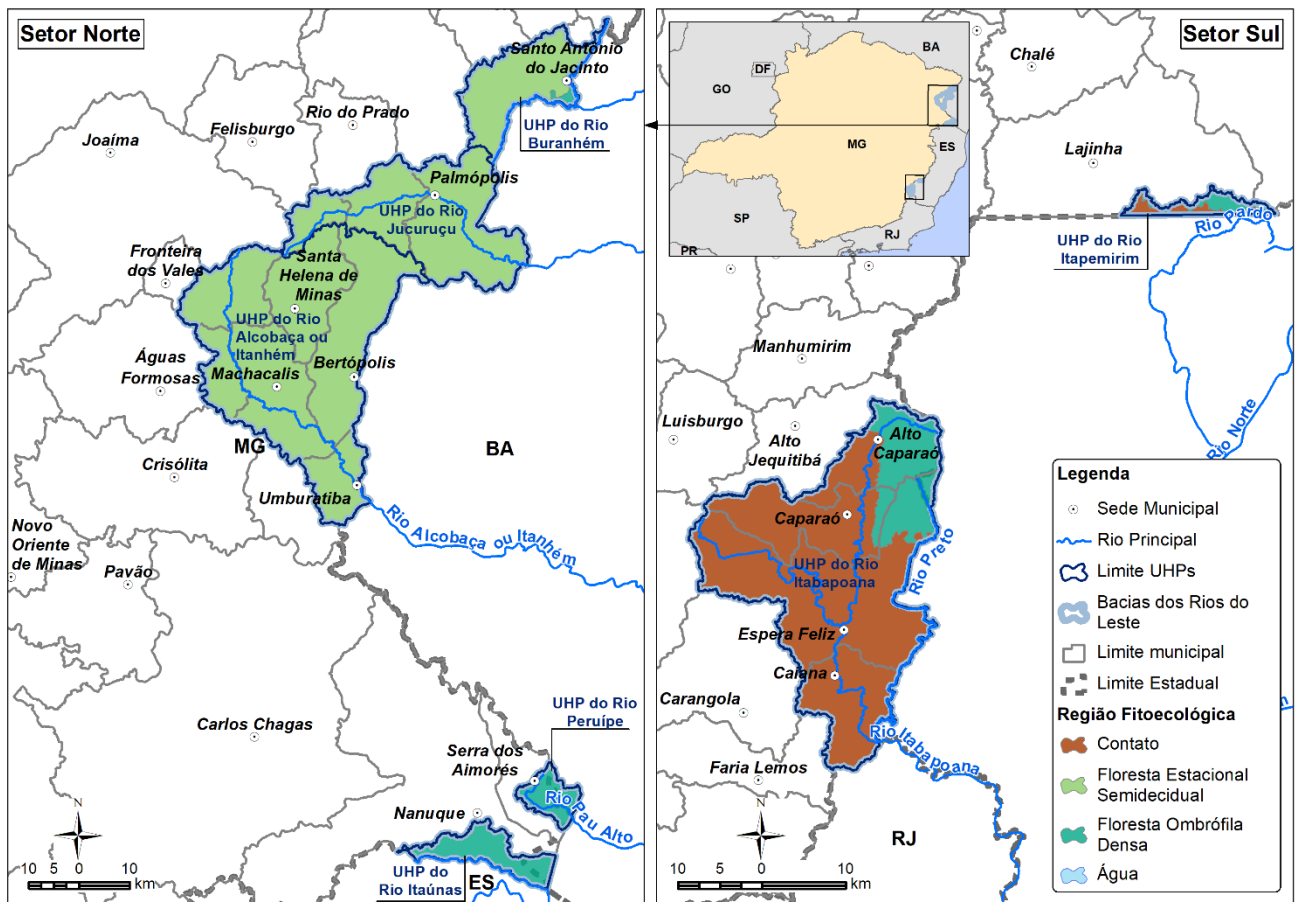 Setor Norte
Santo Antônio
do Jacinto
Rio do Prado
Felisburgo
Joaíma
UHP do Rio
Buranhém
Palmópolis
UHP do Rio
Jucuruçu
Fronteira
dos Vales
Santa
Helena de
Minas
UHP do Rio
Alcobaça ou
Itanhém
Águas
Formosas
Machacalis
Bertópolis
MG
BA
Crisólita
Umburatiba
Rio Alcobaça ou Itanhém
Novo
Oriente
de Minas
Pavão
UHP do Rio
Peruípe
Carlos Chagas
Serra dos
Aimorés
Rio Pau Alto
Nanuque
UHP do
Rio Itaúnas
ES
N
10 5 0 10
km
Setor Sul
BA
DF
GO
MG
ES
SP
RJ
PR
Chalé
Lajinha
Rio Pardo
UHP do Rio
Itapemirim
Manhumirim
Luisburgo
Alto
Jequitibá
Alto
Caparaó
Rio Norte
Caparaó
UHP do Rio
Itabapoana
Rio Preto
Espera Feliz
Caiana
Carangola
Rio Itabapoana
Faria Lemos
RJ
N
10 5 0 10
km
Legenda
Sede Municipal
Rio Principal
Limite UHPs
Bacias dos Rios do
Leste
Limite municipal
Limite Estadual
Região Fitoecológica
Contato
Floresta Estacional
Semidecidual
Floresta Ombrófila
Densa
Água